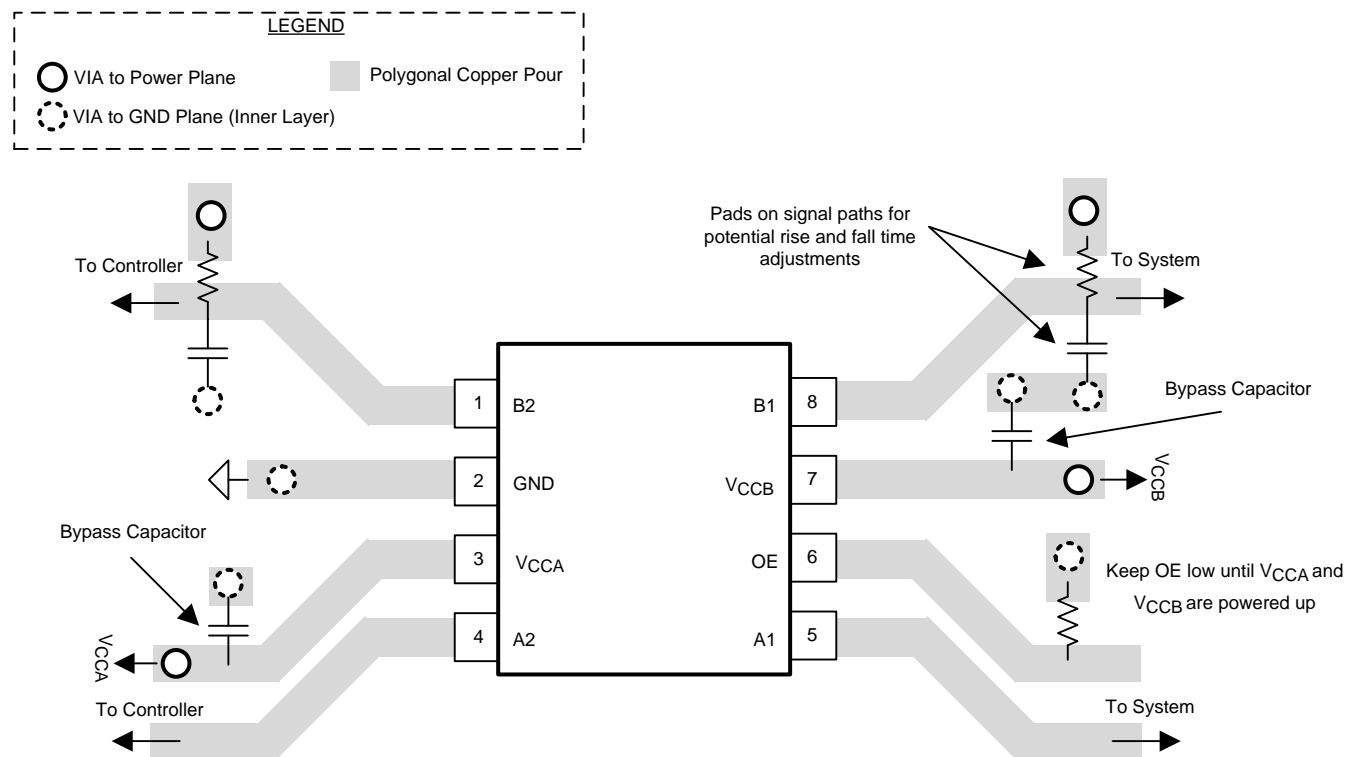 LEGEND
VIA to Power Plane
Polygonal Copper Pour
VIA to GND Plane (Inner Layer)
Pads on signal paths for
potential rise and fall time
adjustments
To Controller
To System
Bypass Capacitor
1
B2
B1
8
2
GND
VCCB
7
VCCB
Bypass Capacitor
3
VCCA
OE
6
Keep OE low until VCCA and
VCCB are powered up
4
A2
A1
5
VCCA
To Controller
To System